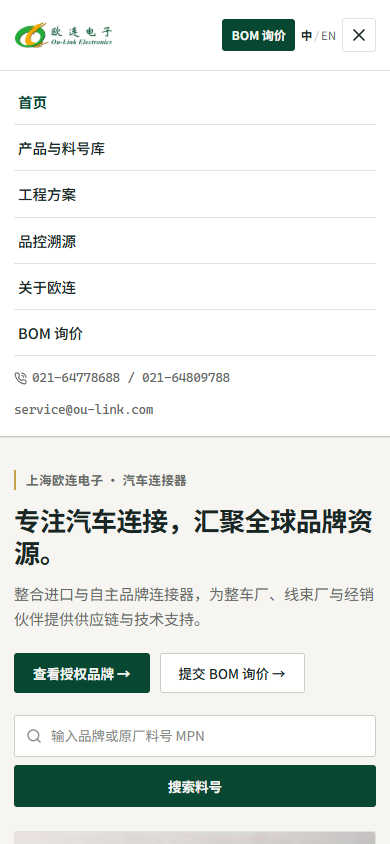 欧连电子
Ou-Link Electronics
BOM 询价
中 / EN
首页
产品与料号库
工程方案
品控溯源
关于欧连
BOM 询价
021-64778688 / 021-64809788
service@ou-link.com
上海欧连电子 · 汽车连接器
专注汽车连接，汇聚全球品牌资
源。
整合进口与自主品牌连接器，为整车厂、线束厂与经销
伙伴提供供应链与技术支持。
查看授权品牌 →
提交 BOM 询价 →
输入品牌或原厂料号 MPN
搜索料号